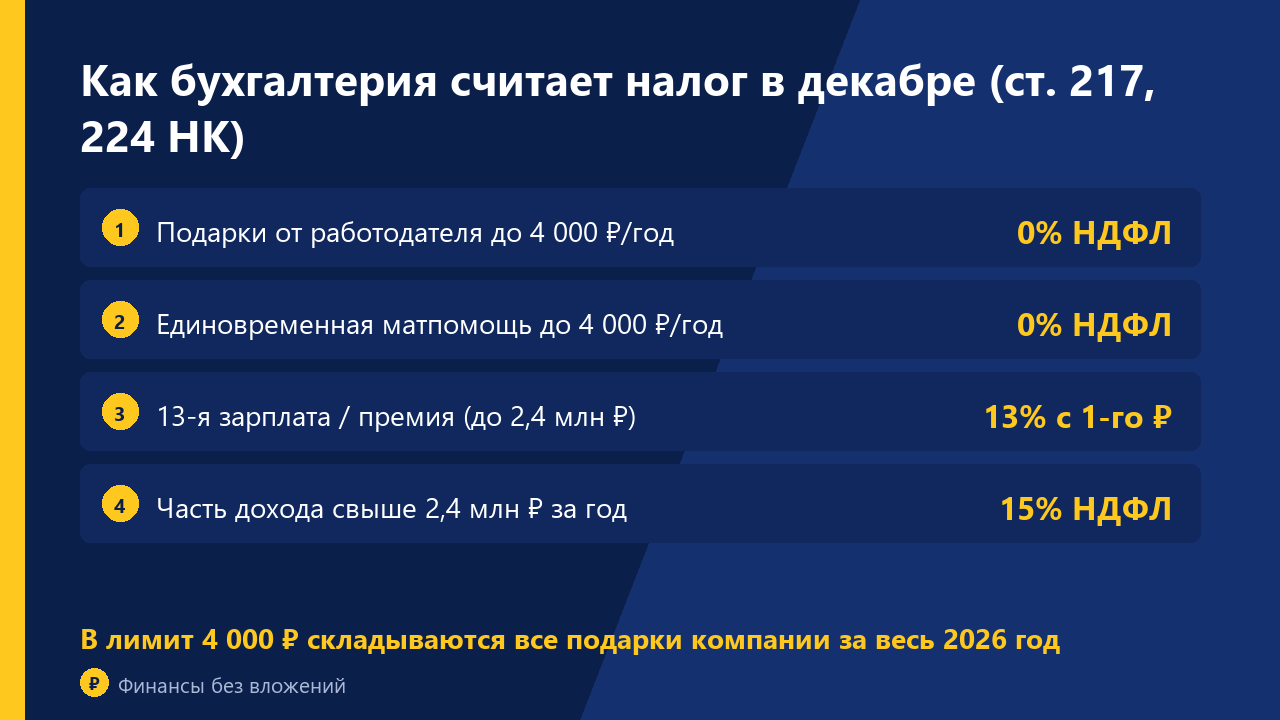 Как бухгалтерия считает налог в декабре (ст. 217,
224 НК)
1 Подарки от работодателя до 4 000 ₽/год 0% НДФЛ
2 Единовременная матпомощь до 4 000 ₽/год 0% НДФЛ
3 13-я зарплата / премия (до 2,4 млн ₽) 13% с 1-го ₽
4 Часть дохода свыше 2,4 млн ₽ за год 15% НДФЛ
В лимит 4 000 ₽ складываются все подарки компании за весь 2026 год
₽ Финансы без вложений